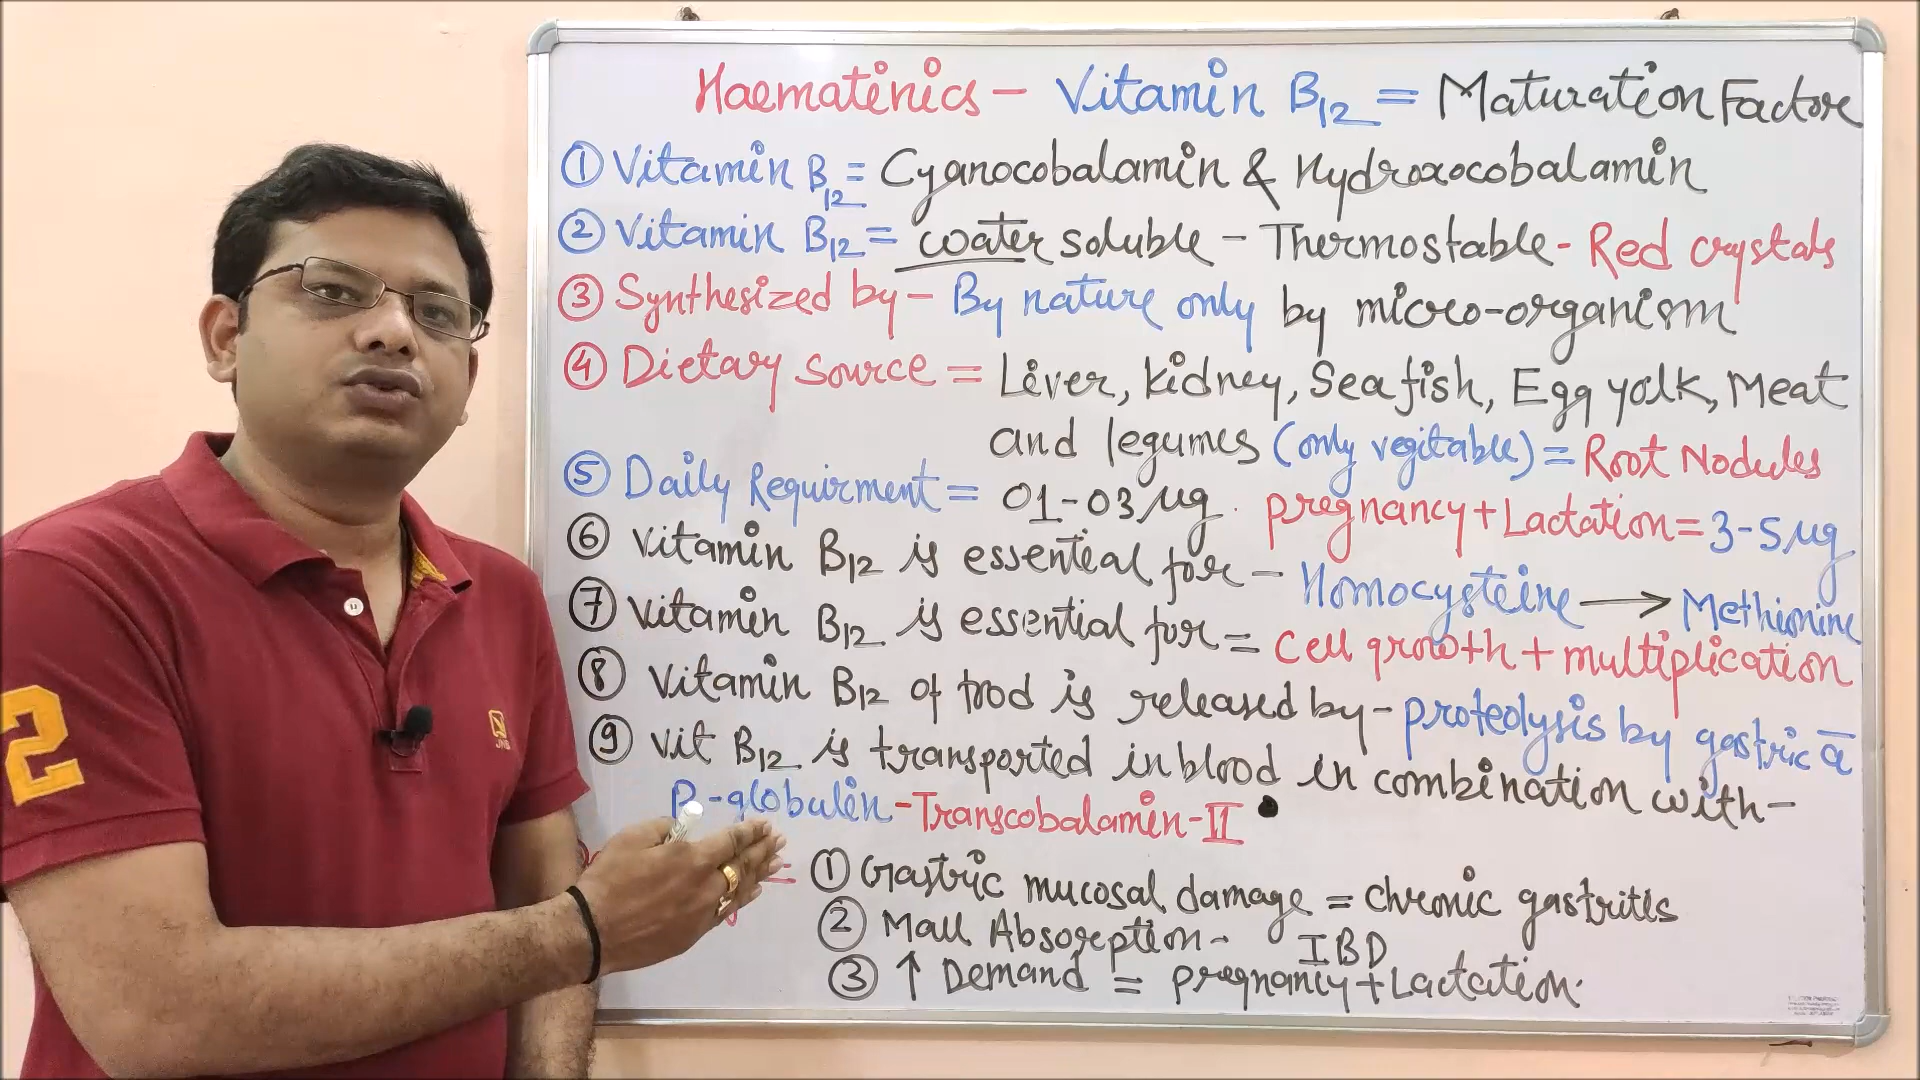 Haematinics - Vitamin B12 = Maturation Factor
① Vitamin B12 = Cyanocobalamin & Hydroxocobalamin
② Vitamin B12 = water soluble - Thermostable - Red crystals
③ Synthesized by - By nature only by micro-organism
④ Dietary Source = Liver, Kidney, Sea fish, Egg yolk, Meat
and legumes (only vegitable) = Root Nodules
⑤ Daily Requirment = 01-03 µg. pregnancy + Lactation = 3-5 µg
⑥ Vitamin B12 is essential for - Homocysteine → Methionine
⑦ Vitamin B12 is essential for = Cell growth + multiplication
⑧ Vitamin B12 of food is released by - proteolysis by gastric a
⑨ Vit B12 is transported in blood in combination with -
-globulin - Transcobalamin-II
= ① Gastric mucosal damage = chronic gastritis
② Mall Absorption - IBD
③ ↑ Demand = pregnancy + Lactation.
2